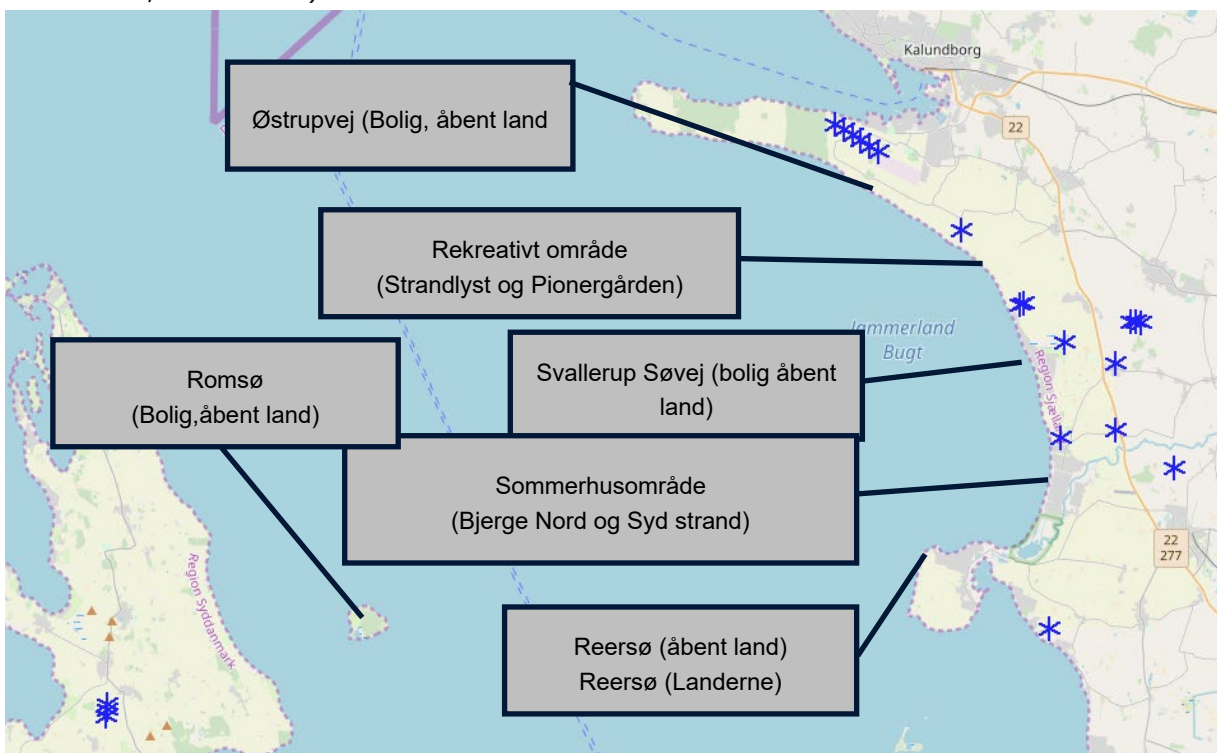 Kalundborg
22
Østrupvej (Bolig, åbent land
Rekreativt område
(Strandlyst og Pionergården)
Jammerland
Bugt
Svallerup Søvej (bolig åbent
land)
Region Sjælland
Romsø
(Bolig,åbent land)
Sommerhusområde
(Bjerge Nord og Syd strand)
22
277
Region Syddanmark
Reersø (åbent land)
Reersø (Landerne)